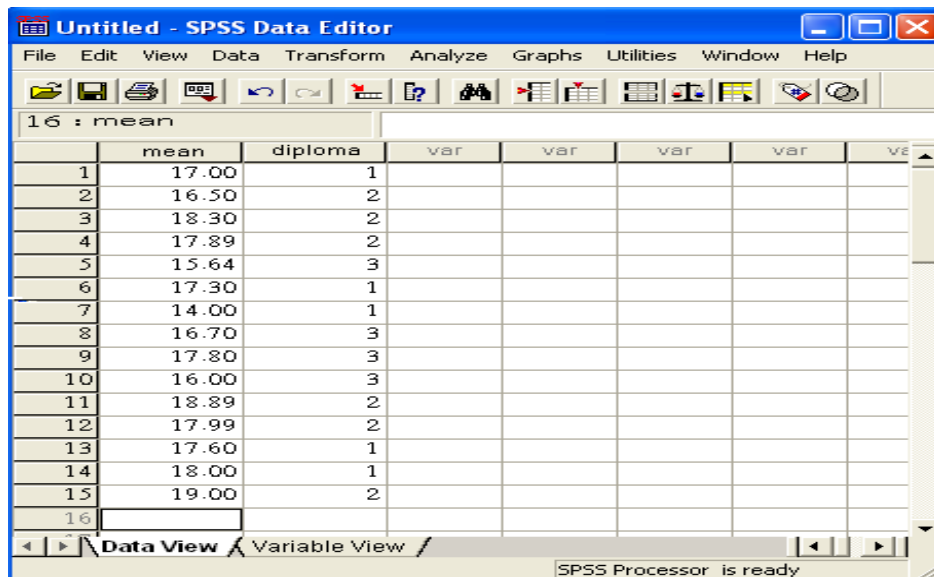 Untitled - SPSS Data Editor
File Edit View Data Transform Analyze Graphs Utilities Window Help
16 : mean
mean diploma var var var var
1 17.00 1
2 16.50 2
3 18.30 2
4 17.89 2
5 15.64 3
6 17.30 1
7 14.00 1
8 16.70 3
9 17.80 3
10 16.00 3
11 18.89 2
12 17.99 2
13 17.60 1
14 18.00 1
15 19.00 2
16
Data View Variable View
SPSS Processor is ready